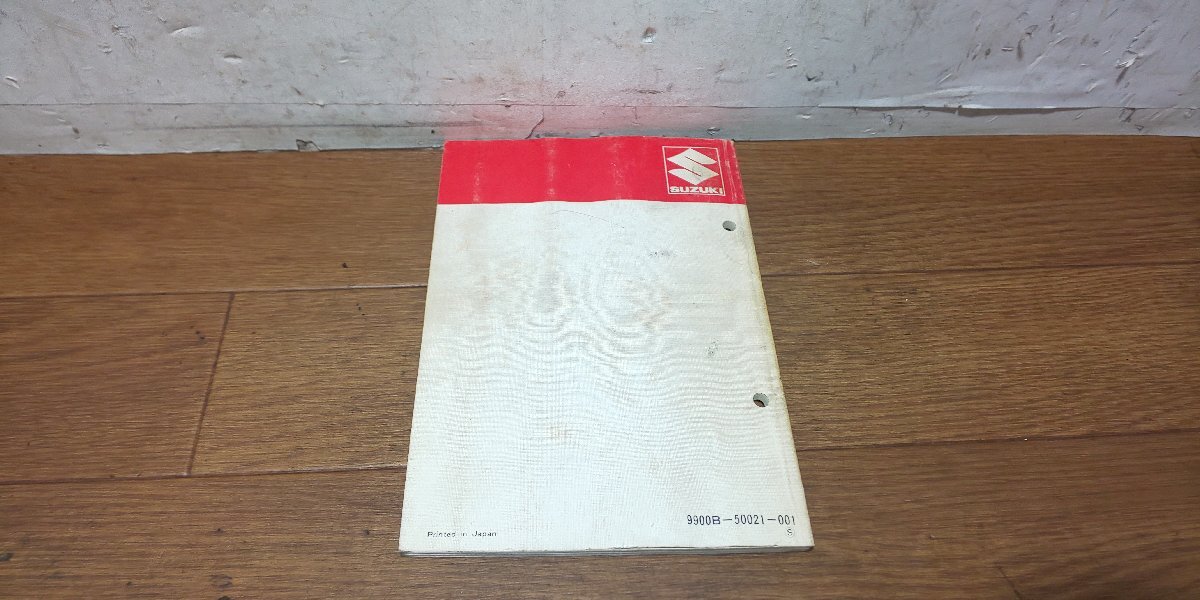 SUZUKI
9900B-50021-001
S
Printed in Japan